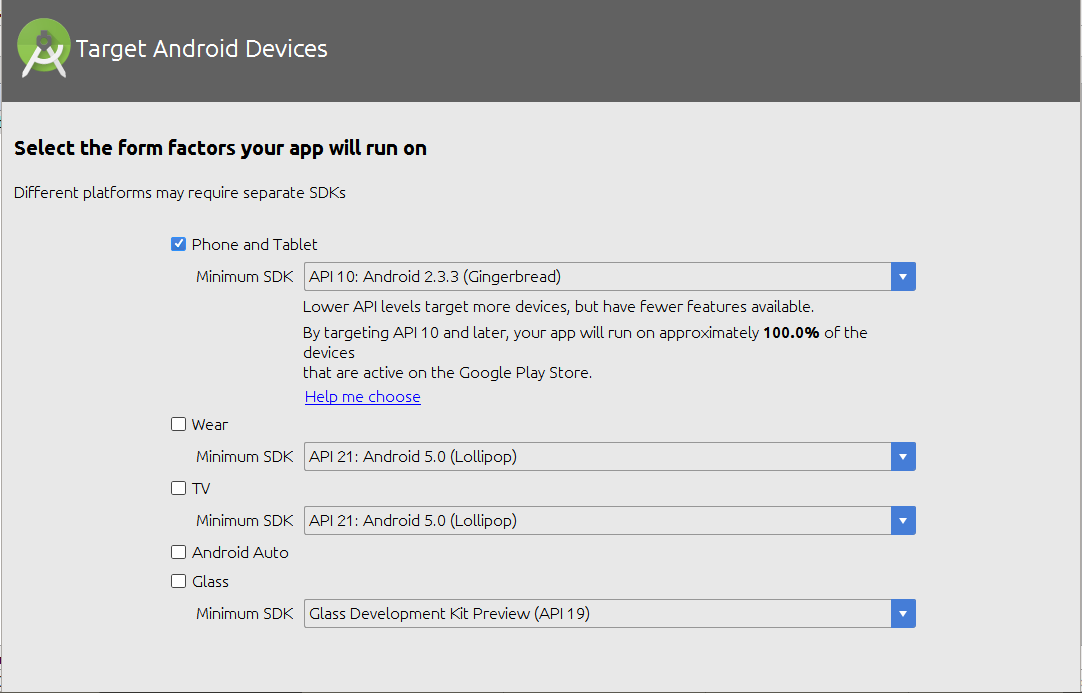 Target Android Devices
Select the form factors your app will run on
Different platforms may require separate SDKs
Phone and Tablet
Minimum SDK API 10: Android 2.3.3 (Gingerbread)
Lower API levels target more devices, but have fewer features available.
By targeting API 10 and later, your app will run on approximately 100.0% of the
devices
that are active on the Google Play Store.
Help me choose
Wear
Minimum SDK API 21: Android 5.0 (Lollipop)
TV
Minimum SDK API 21: Android 5.0 (Lollipop)
Android Auto
Glass
Minimum SDK Glass Development Kit Preview (API 19)